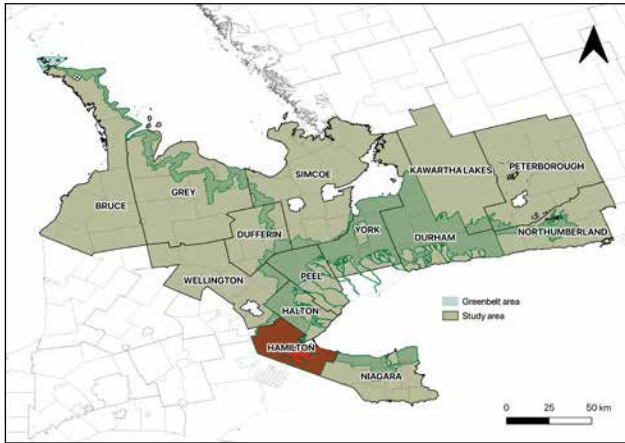 SIMCOE
KAWARTHA LAKES
PETERBOROUGH
GREY
BRUCE
DUFFERIN
YORK
DURHAM
NORTHUMBERLAND
WELLINGTON
PEEL
HALTON
Greenbelt area
Study area
HAMILTON
NIAGARA
0 25 50 km